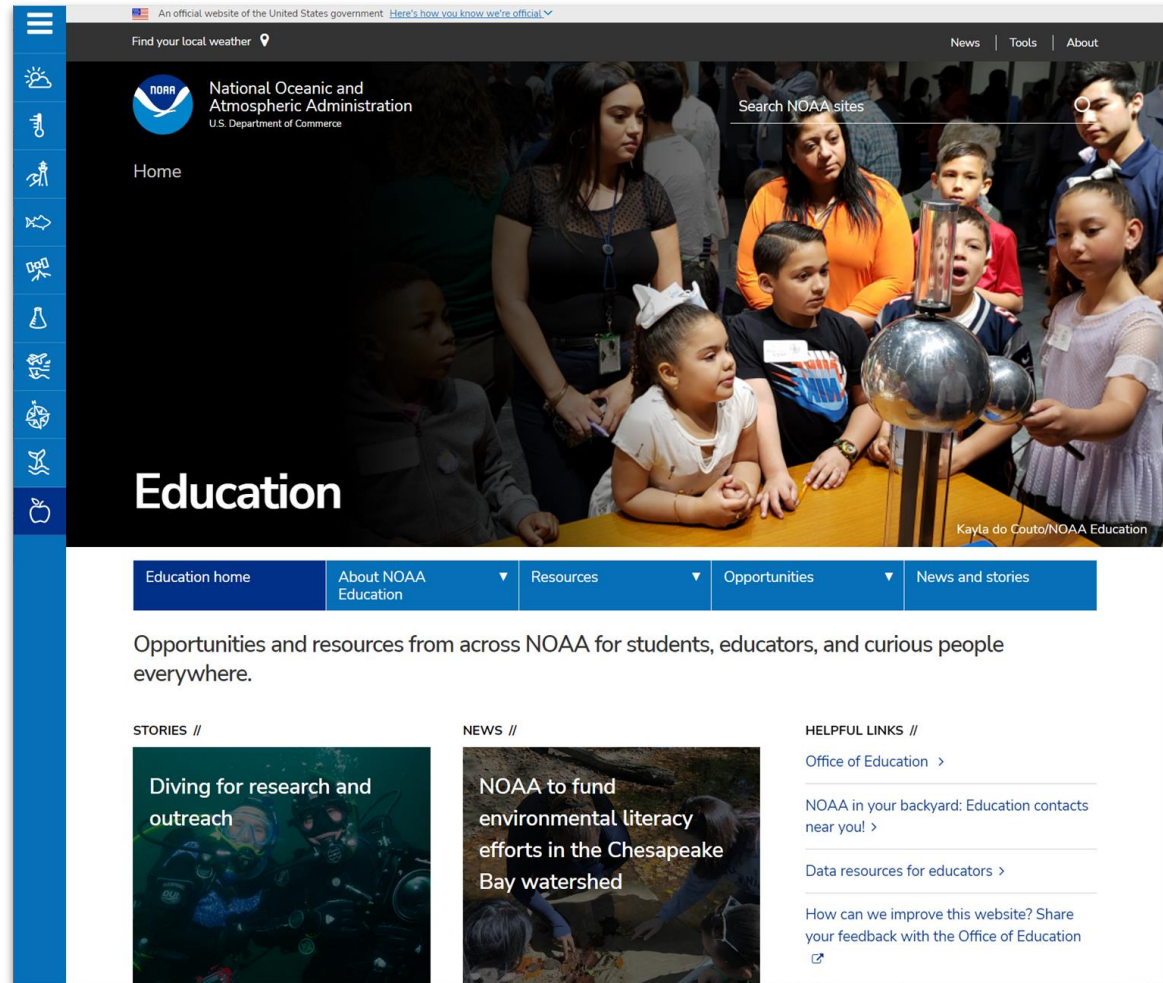 An official website of the United States government Here's how you know we're official
Find your local weather
News
Tools
About
NOAA
National Oceanic and
Atmospheric Administration
U.S. Department of Commerce
Search NOAA sites
Home
Education
Kayla do Couto/NOAA Education
Education home
About NOAA
Education
Resources
Opportunities
News and stories
Opportunities and resources from across NOAA for students, educators, and curious people
everywhere.
STORIES //
Diving for research and
outreach
NEWS //
NOAA to fund
environmental literacy
efforts in the Chesapeake
Bay watershed
HELPFUL LINKS //
Office of Education >
NOAA in your backyard: Education contacts
near you! >
Data resources for educators >
How can we improve this website? Share
your feedback with the Office of Education